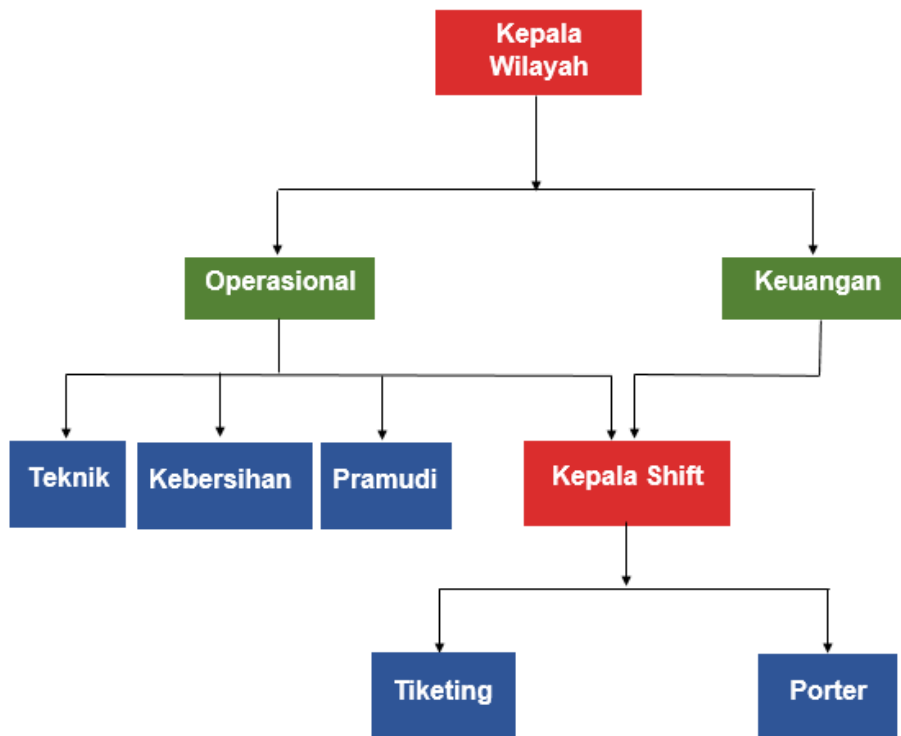 Kepala
Wilayah
Operasional
Keuangan
Teknik
Kebersihan
Pramudi
Kepala Shift
Tiketing
Porter